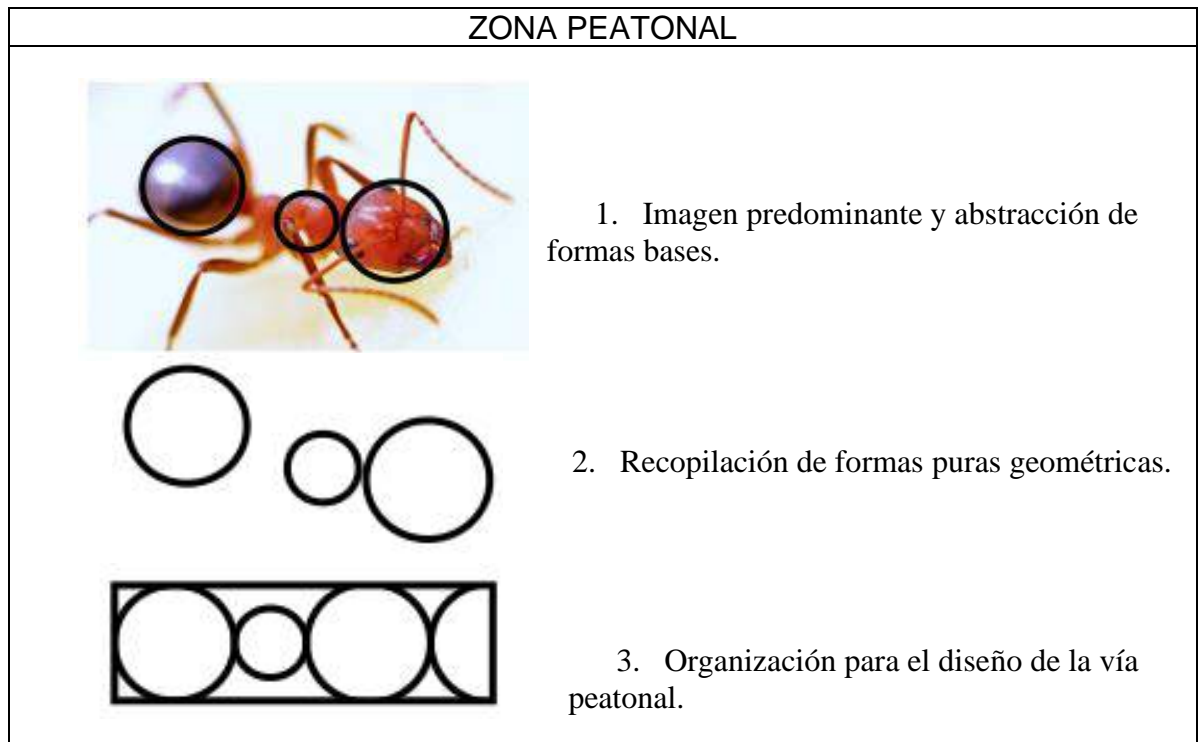 ZONA PEATONAL
1. Imagen predominante y abstracción de
formas bases.
2. Recopilación de formas puras geométricas.
3. Organización para el diseño de la vía
peatonal.